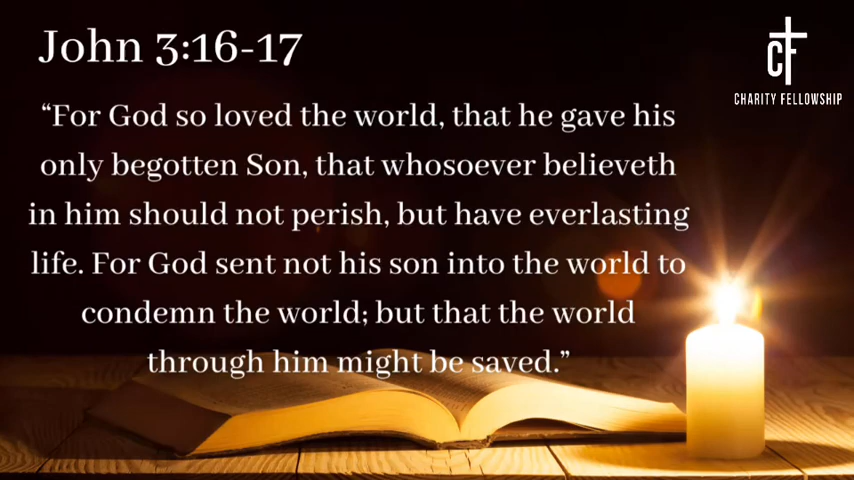 John 3:16-17
CF
CHARITY FELLOWSHIP
“For God so loved the world, that he gave his
only begotten Son, that whosoever believeth
in him should not perish, but have everlasting
life. For God sent not his son into the world to
condemn the world; but that the world
through him might be saved.”